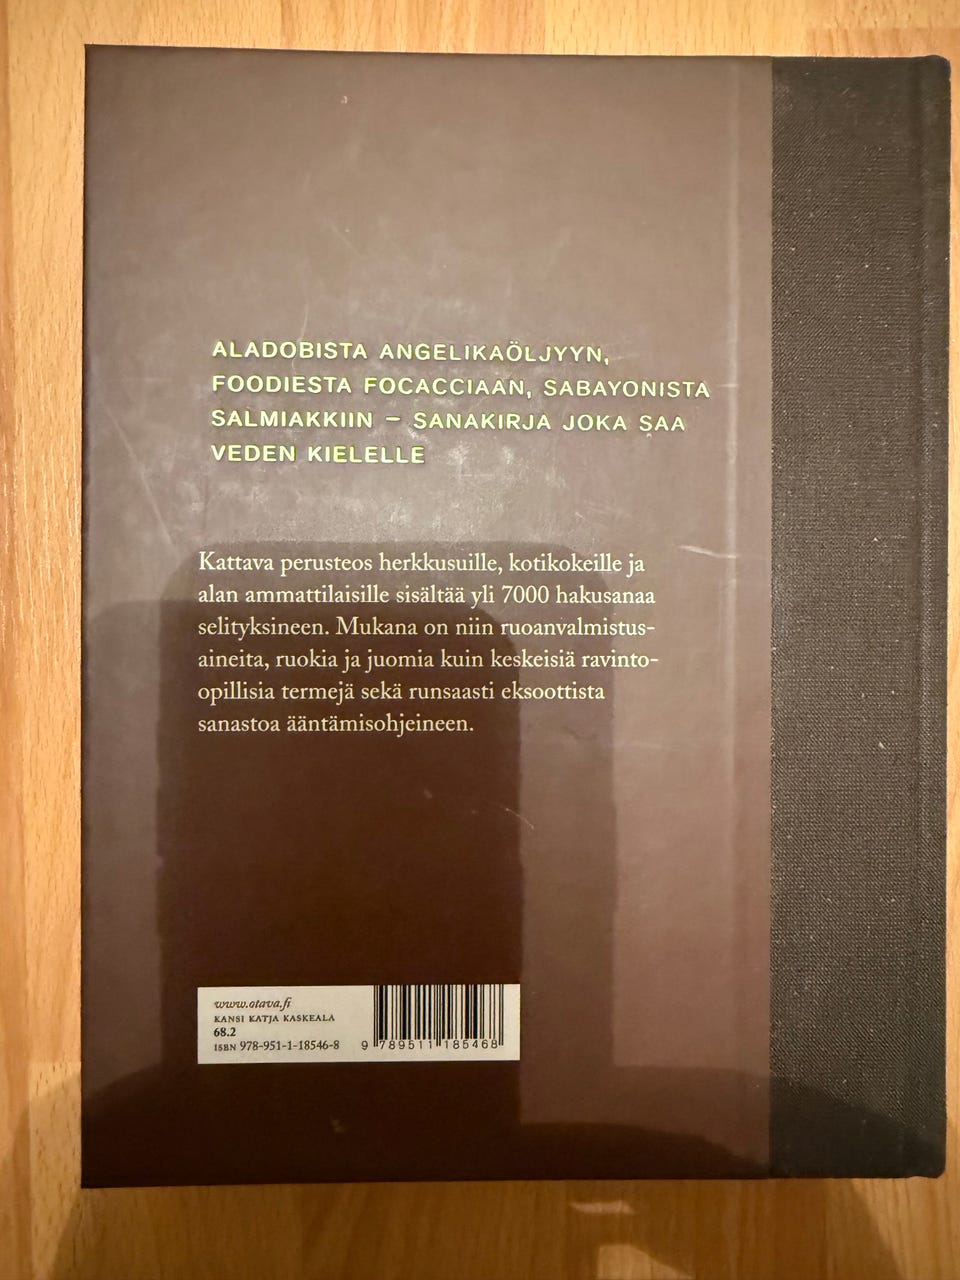 ALADOBISTA ANGELIKAÖLJYYN,
FOODIESTA FOCACCIAAN, SABAYONISTA
SALMIAKKIIN – SANAKIRJA JOKA SAA
VEDEN KIELELLE
Kattava perusteos herkkusuille, kotikokeille ja
alan ammattilaisille sisältää yli 7000 hakusanaa
selityksineen. Mukana on niin ruoanvalmistus-
aineita, ruokia ja juomia kuin keskeisiä ravinto-
opillisia termejä sekä runsaasti eksoottista
sanastoa ääntämisohjeineen.
www.otava.fi
KANSI KATJA KASKEALA
68.2
ISBN 978-951-1-18546-8
9 789511 185468